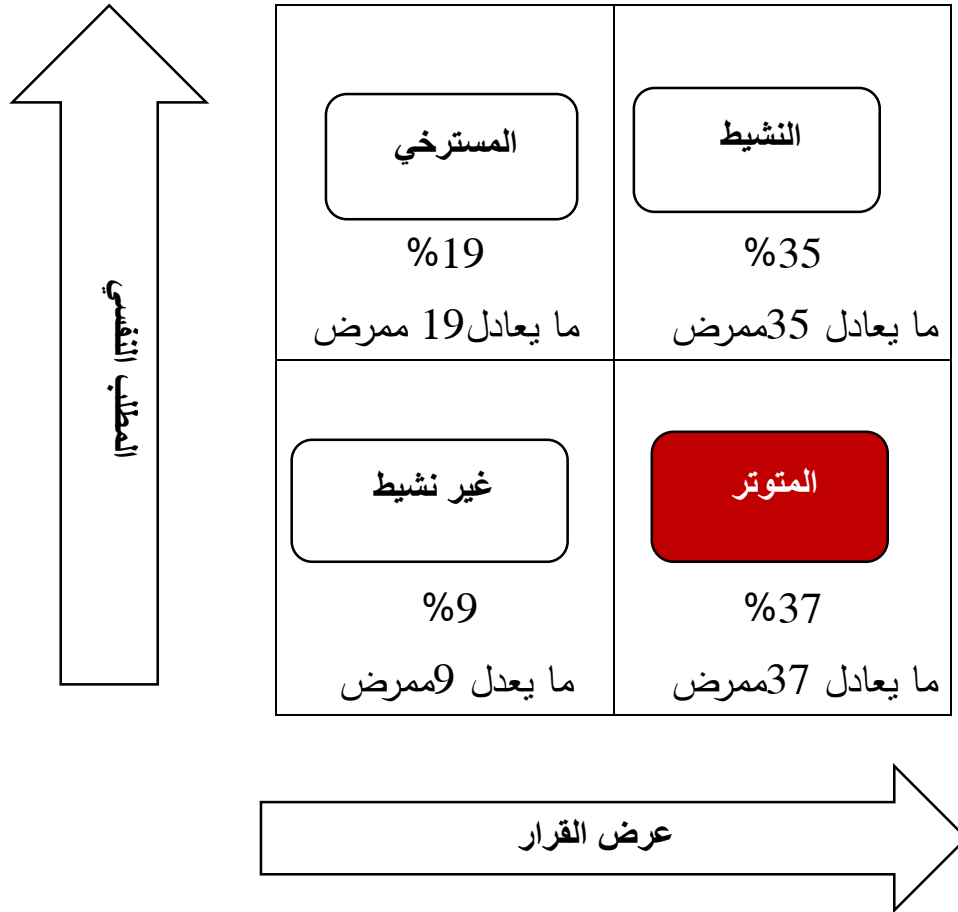 النشيط
%35
ما يعادل 35ممرض
المسترخي
%19
ما يعادل19 ممرض
المتوتر
%37
ما يعادل 37ممرض
غير نشيط
%9
ما يعدل 9ممرض
المطلب النفسي
عرض القرار